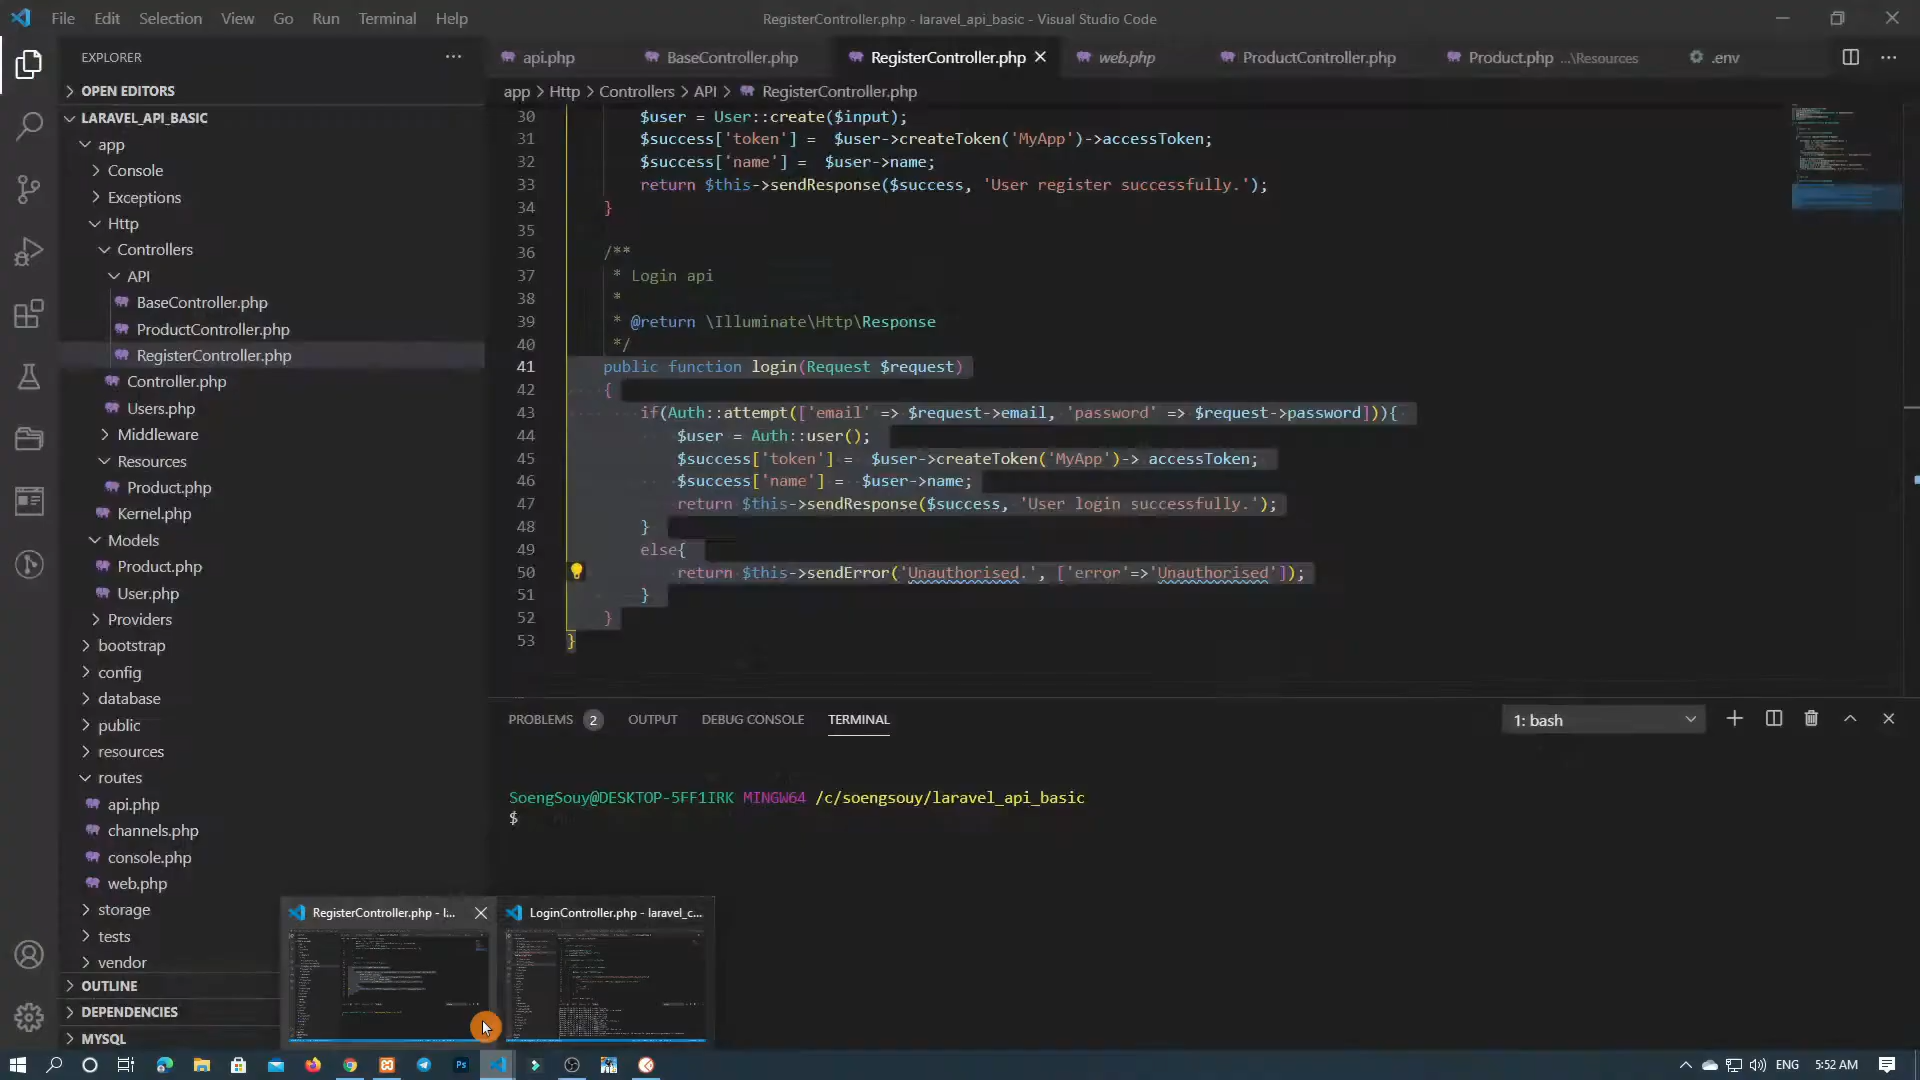 File Edit Selection View Go Run Terminal Help
RegisterController.php - laravel_api_basic - Visual Studio Code
EXPLORER
OPEN EDITORS
LARAVEL_API_BASIC
app
Console
Exceptions
Http
Controllers
API
BaseController.php
ProductController.php
RegisterController.php
Controller.php
Users.php
Middleware
Resources
Product.php
Kernel.php
Models
Product.php
User.php
Providers
bootstrap
config
database
public
resources
routes
api.php
channels.php
console.php
web.php
storage
tests
vendor
OUTLINE
DEPENDENCIES
MYSQL
api.php BaseController.php RegisterController.php web.php ProductController.php Product.php ...\Resources .env
app > Http > Controllers > API > RegisterController.php
30 $user = User::create($input);
31 $success['token'] =  $user->createToken('MyApp')->accessToken;
32 $success['name'] =  $user->name;
33 return $this->sendResponse($success, 'User register successfully.');
34 }
35
36 /**
37 * Login api
38 *
39 * @return \Illuminate\Http\Response
40 */
41 public function login(Request $request)
42 {
43 if(Auth::attempt(['email' => $request->email, 'password' => $request->password])){
44 $user = Auth::user();
45 $success['token'] =  $user->createToken('MyApp')-> accessToken;
46 $success['name'] =  $user->name;
47 return $this->sendResponse($success, 'User login successfully.');
48 }
49 else{
50 return $this->sendError('Unauthorised.', ['error'=>'Unauthorised']);
51 }
52 }
53 }
PROBLEMS 2 OUTPUT DEBUG CONSOLE TERMINAL
1: bash
SoengSouy@DESKTOP-5FF1IRK MINGW64 /c/soengsouy/laravel_api_basic
$
RegisterController.php - l...
LoginController.php - laravel_c...
Ps
ENG 5:52 AM